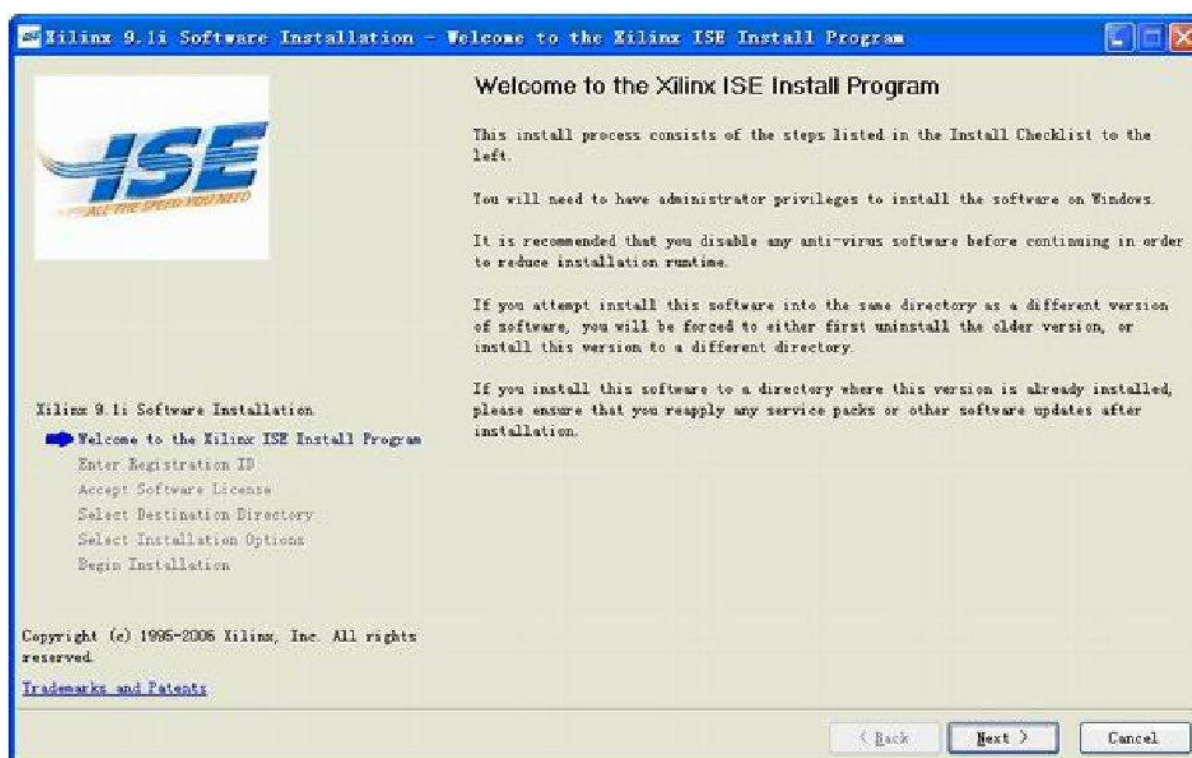 Xilinx 9.1i Software Installation - Welcome to the Xilinx ISE Install Program
ISE
ALL THE SPEED YOU NEED
Welcome to the Xilinx ISE Install Program
This install process consists of the steps listed in the Install Checklist to the
left.
You will need to have administrator privileges to install the software on Windows.
It is recommended that you disable any anti-virus software before continuing in order
to reduce installation runtime.
If you attempt install this software into the same directory as a different version
of software, you will be forced to either first uninstall the older version, or
install this version to a different directory.
If you install this software to a directory where this version is already installed,
please ensure that you reapply any service packs or other software updates after
installation.
Xilinx 9.1i Software Installation
Welcome to the Xilinx ISE Install Program
Enter Registration ID
Accept Software License
Select Destination Directory
Select Installation Options
Begin Installation
Copyright (c) 1995-2006 Xilinx, Inc. All rights
reserved.
Trademarks and Patents
< Back
Next >
Cancel